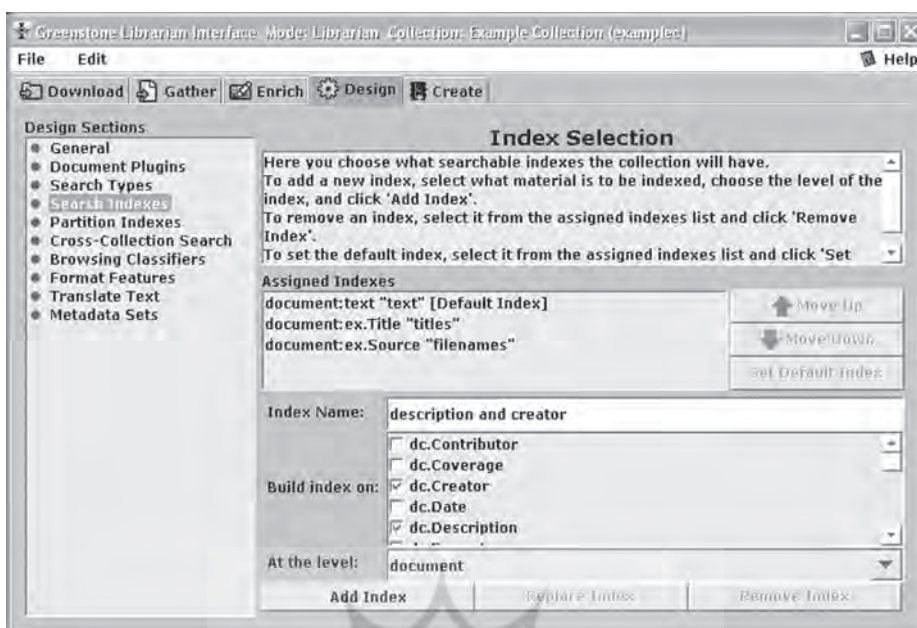 Greenstone Librarian Interface Mode: Librarian Collection: Example Collection (examplec)
File Edit Help
Download Gather Enrich Design Create
Design Sections
General
Document Plugins
Search Types
Search Indexes
Partition Indexes
Cross-Collection Search
Browsing Classifiers
Format Features
Translate Text
Metadata Sets
Index Selection
Here you choose what searchable indexes the collection will have.
To add a new index, select what material is to be indexed, choose the level of the
index, and click 'Add Index'.
To remove an index, select it from the assigned indexes list and click 'Remove
Index'.
To set the default index, select it from the assigned indexes list and click 'Set
Assigned Indexes
document:text "text" [Default Index]
document:ex.Title "titles"
document:ex.Source "filenames"
Move Up
Move Down
Set Default Index
Index Name: description and creator
Build index on:
dc.Contributor
dc.Coverage
dc.Creator
dc.Date
dc.Description
At the level: document
Add Index Replace Index Remove Index